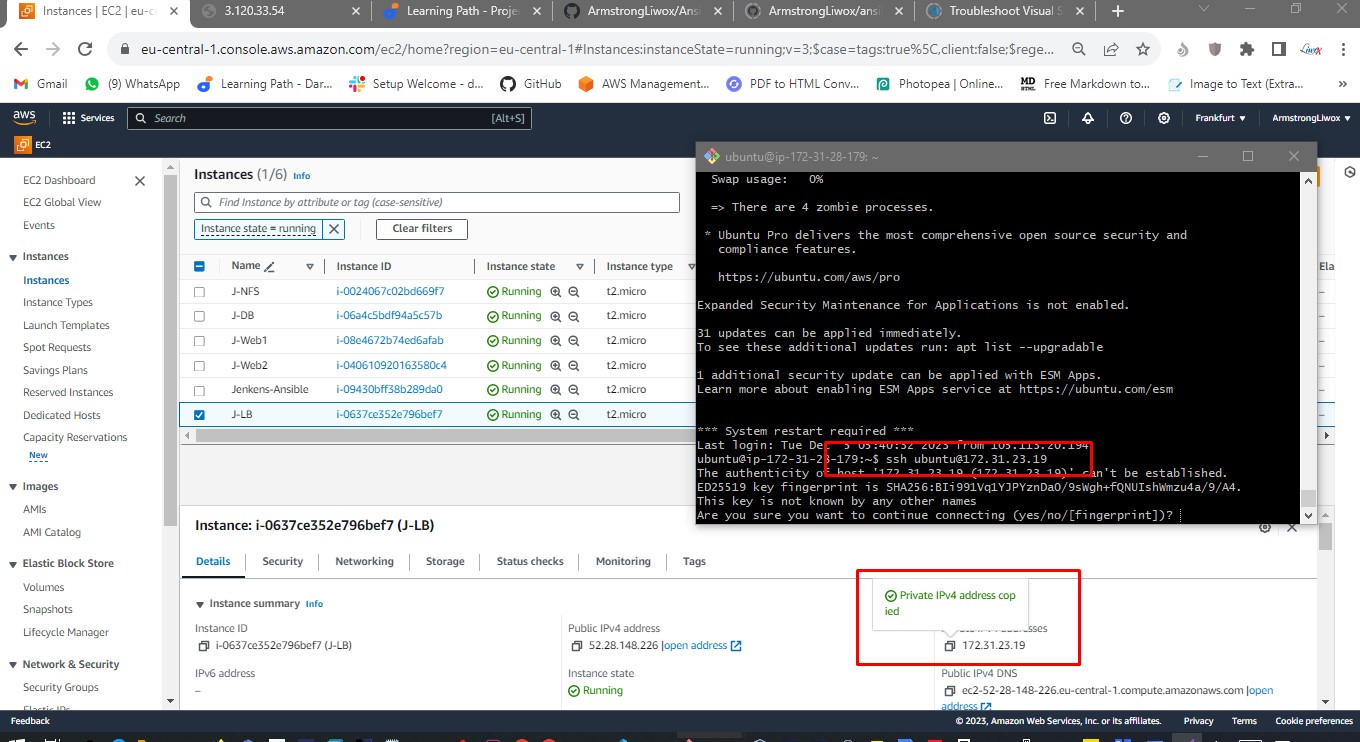 Instances | EC2 | eu-c
3.120.33.54
Learning Path - Proje
ArmstrongLiwox/Ansi
ArmstrongLiwox/ansi
Troubleshoot Visual S
eu-central-1.console.aws.amazon.com/ec2/home?region=eu-central-1#Instances:instanceState=running;v=3;$case=tags:true%5C,client:false;$rege...
Gmail
(9) WhatsApp
Learning Path - Dar...
Setup Welcome - d...
GitHub
AWS Management...
PDF to HTML Conv...
Photopea | Online...
Free Markdown to...
Image to Text (Extra...
aws
Services
Search
[Alt+S]
Frankfurt
ArmstrongLiwox
EC2
EC2 Dashboard
EC2 Global View
Events
Instances
Instances
Instance Types
Launch Templates
Spot Requests
Savings Plans
Reserved Instances
Dedicated Hosts
Capacity Reservations
New
Images
AMIs
AMI Catalog
Elastic Block Store
Volumes
Snapshots
Lifecycle Manager
Network & Security
Security Groups
Elastic IPs
Instances (1/6) Info
Find Instance by attribute or tag (case-sensitive)
Instance state = running
Clear filters
Name Instance ID Instance state Instance type Ela
J-NFS i-0024067c02bd669f7 Running t2.micro –
J-DB i-06a4c5bdf94a5c57b Running t2.micro –
J-Web1 i-08e4672b74ed6afab Running t2.micro –
J-Web2 i-040610920163580c4 Running t2.micro –
Jenkens-Ansible i-09430bff38b289da0 Running t2.micro –
J-LB i-0637ce352e796bef7 Running t2.micro –
ubuntu@ip-172-31-28-179: ~
Swap usage: 0%
=> There are 4 zombie processes.
* Ubuntu Pro delivers the most comprehensive open source security and
compliance features.
https://ubuntu.com/aws/pro
Expanded Security Maintenance for Applications is not enabled.
31 updates can be applied immediately.
To see these additional updates run: apt list --upgradable
1 additional security update can be applied with ESM Apps.
Learn more about enabling ESM Apps service at https://ubuntu.com/esm
*** System restart required ***
Last login: Tue Dec 5 05:40:32 2023 from 105.113.20.194
ubuntu@ip-172-31-28-179:~$ ssh ubuntu@172.31.23.19
The authenticity of host '172.31.23.19 (172.31.23.19)' can't be established.
ED25519 key fingerprint is SHA256:BIi991Vq1YJPYznDaO/9sWgh+fQNUIshWmzu4a/9/A4.
This key is not known by any other names
Are you sure you want to continue connecting (yes/no/[fingerprint])?
Instance: i-0637ce352e796bef7 (J-LB)
Details
Security
Networking
Storage
Status checks
Monitoring
Tags
Instance summary Info
Instance ID
i-0637ce352e796bef7 (J-LB)
IPv6 address
–
Public IPv4 address
52.28.148.226 |open address
Instance state
Running
Private IPv4 address cop
ied
172.31.23.19
Public IPv4 DNS
ec2-52-28-148-226.eu-central-1.compute.amazonaws.com |open
address
Feedback
© 2023, Amazon Web Services, Inc. or its affiliates.
Privacy
Terms
Cookie preferences